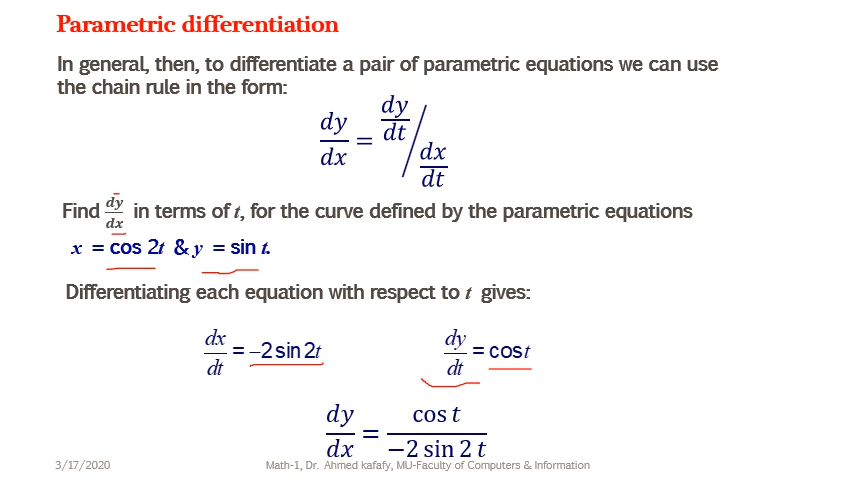 Parametric differentiation
In general, then, to differentiate a pair of parametric equations we can use
the chain rule in the form:
dy/dx = dy/dt / dx/dt
Find dy/dx in terms of t, for the curve defined by the parametric equations
x = cos 2t & y = sin t.
Differentiating each equation with respect to t gives:
dx/dt = –2 sin 2t dy/dt = cos t
dy/dx = cos t / −2 sin 2 t
3/17/2020 Math-1, Dr. Ahmed kafafy, MU-Faculty of Computers & Information